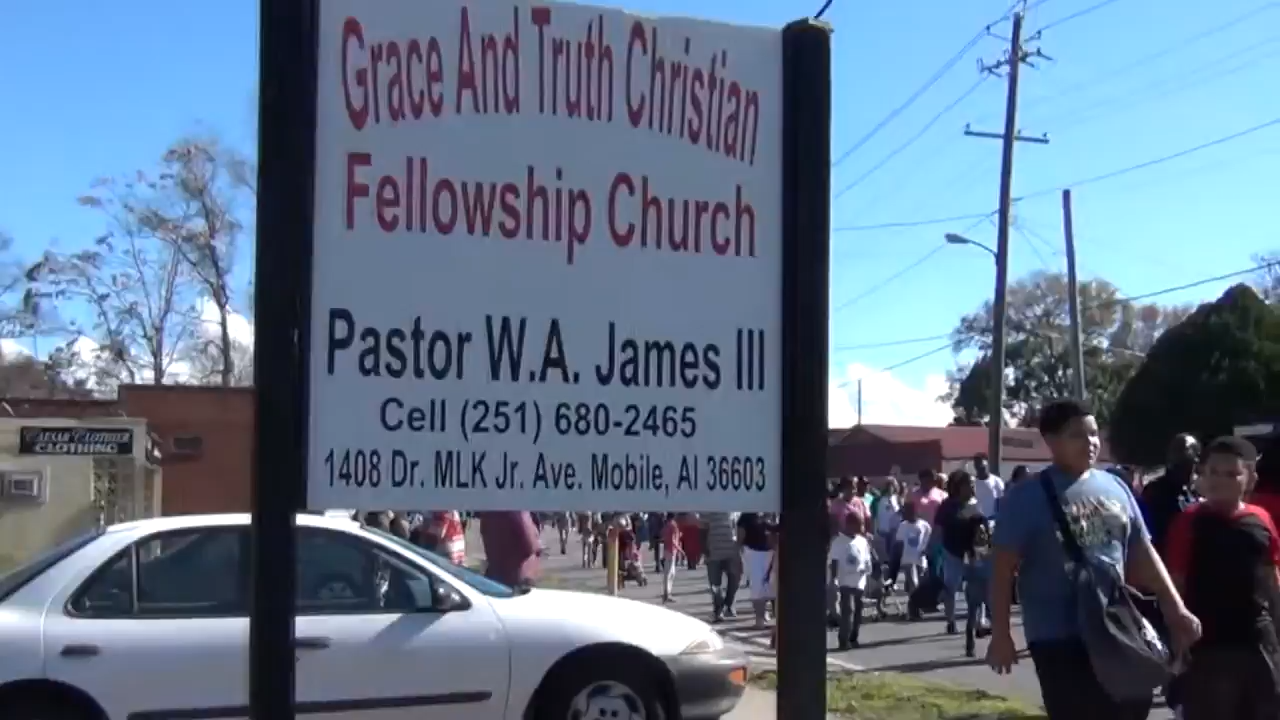 Grace And Truth Christian
Fellowship Church
Pastor W.A. James III
Cell (251) 680-2465
1408 Dr. MLK Jr. Ave. Mobile, Al 36603
CLOTHING